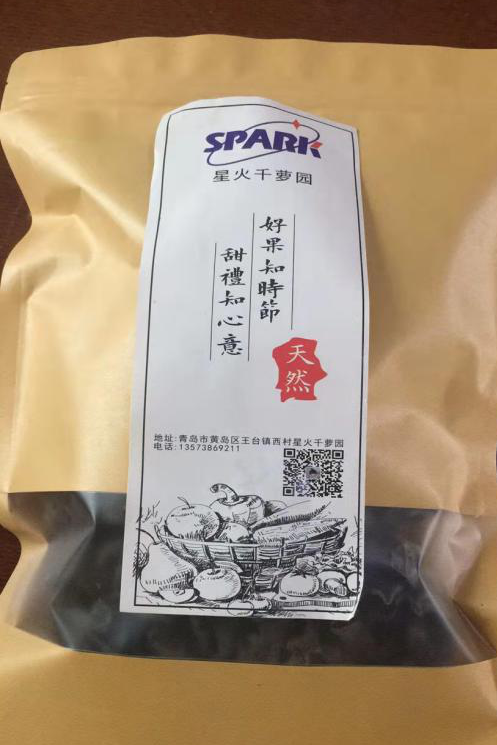 SPARK
星火千萝园
好果知時節
甜禮知心意
天然
地址:青岛市黄岛区王台镇西村星火千萝园
电话:13573869211